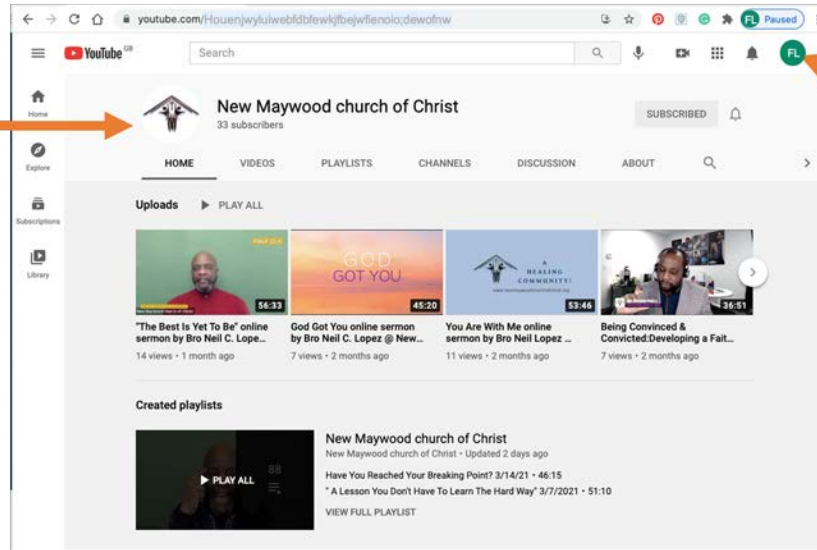 youtube.com/Houenjwyluiwebfdbfewkjfbejwfienoio;dewofnw
FL Paused
YouTube GB
Search
FL
Home
Explore
Subscriptions
Library
New Maywood church of Christ
33 subscribers
SUBSCRIBED
HOME VIDEOS PLAYLISTS CHANNELS DISCUSSION ABOUT
Uploads PLAY ALL
56:33
GOD
GOT YOU
45:20
A
HEALING
COMMUNITY!
53:46
36:51
"The Best Is Yet To Be" online
sermon by Bro Neil C. Lope...
14 views • 1 month ago
God Got You online sermon
by Bro Neil C. Lopez @ New...
7 views • 2 months ago
You Are With Me online
sermon by Bro Neil Lopez ...
11 views • 2 months ago
Being Convinced &
Convicted:Developing a Fait...
7 views • 2 months ago
Created playlists
88
PLAY ALL
New Maywood church of Christ
New Maywood church of Christ • Updated 2 days ago
Have You Reached Your Breaking Point? 3/14/21 • 46:15
" A Lesson You Don't Have To Learn The Hard Way" 3/7/2021 • 51:10
VIEW FULL PLAYLIST